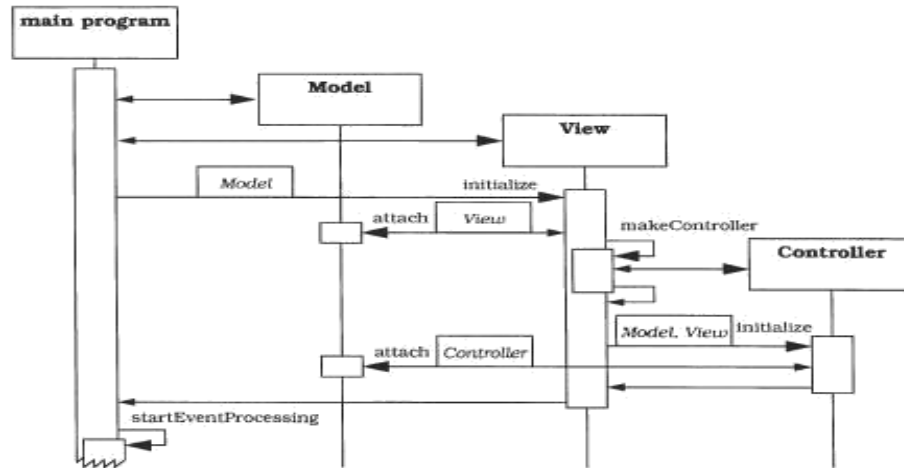 main program
Model
View
Model
initialize
attach
View
makeController
Controller
Model, View
initialize
attach
Controller
startEventProcessing